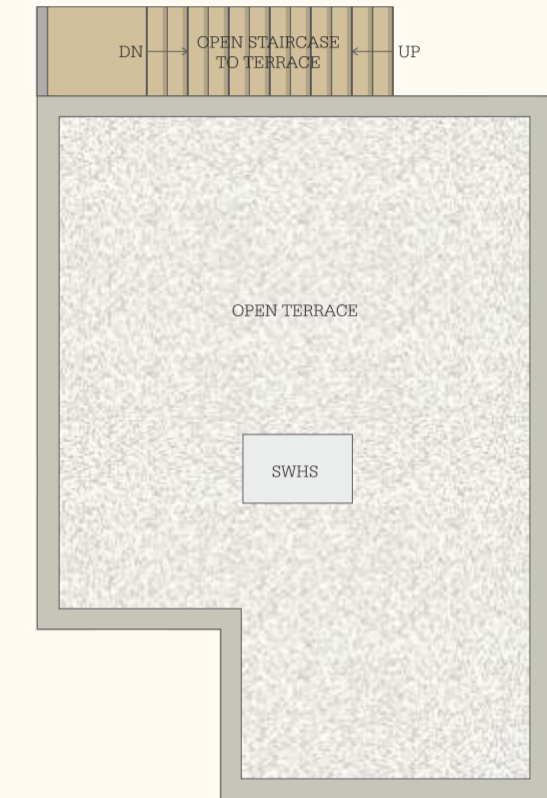 DN
OPEN STAIRCASE
TO TERRACE
UP
OPEN TERRACE
SWHS